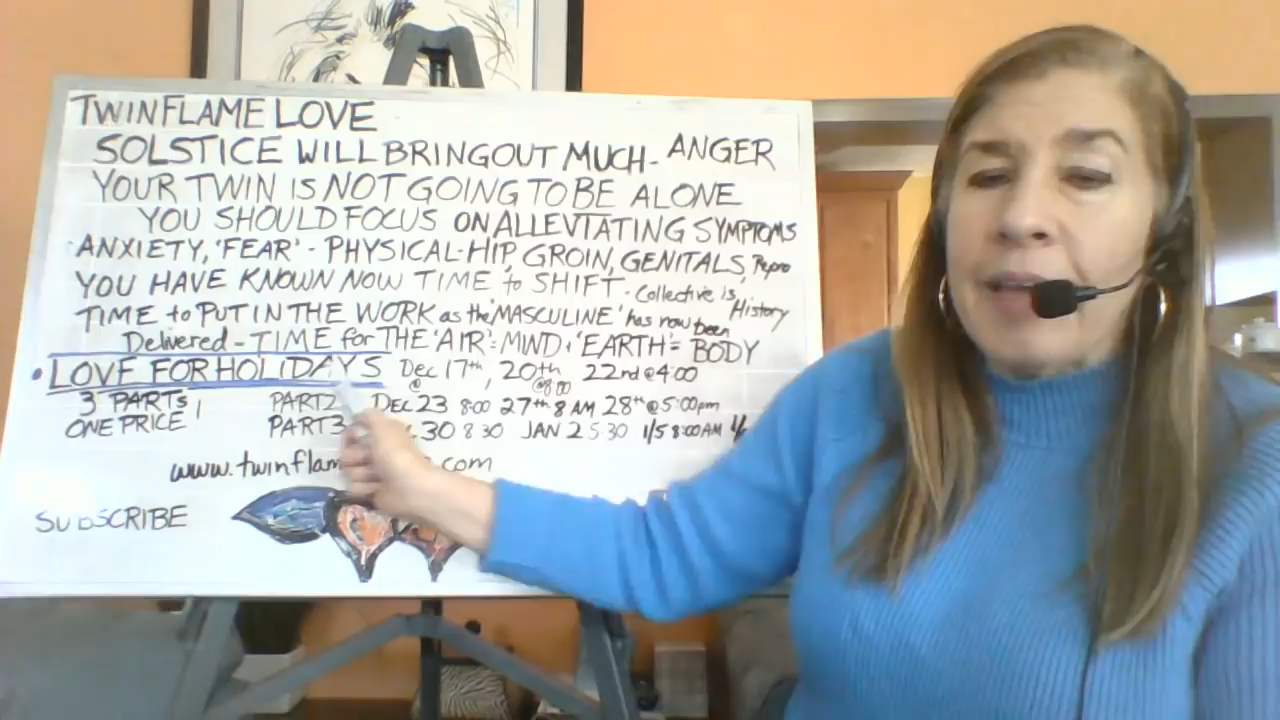 TWINFLAME LOVE
SOLSTICE WILL BRING OUT MUCH - ANGER
YOUR TWIN IS NOT GOING TO BE ALONE
YOU SHOULD FOCUS ON ALLEVIATING SYMPTOMS
ANXIETY, 'FEAR' - PHYSICAL - HIP, GROIN, GENITALS, Repro
YOU HAVE KNOWN NOW TIME to SHIFT - Collective is History
TIME to PUT IN THE WORK as the 'MASCULINE' has now been
Delivered - TIME for THE 'AIR' = MIND + 'EARTH' = BODY
• LOVE FOR HOLIDAYS Dec 17th @, 20th @8:00 22nd @ 4:00
3 PARTS PART2 DEC 23 8:00 27th 8 AM 28th @ 5:00pm
ONE PRICE PART3 30 8 30 JAN 2 5:30 1/5 8:00AM
www.twinflam .com
SUBSCRIBE